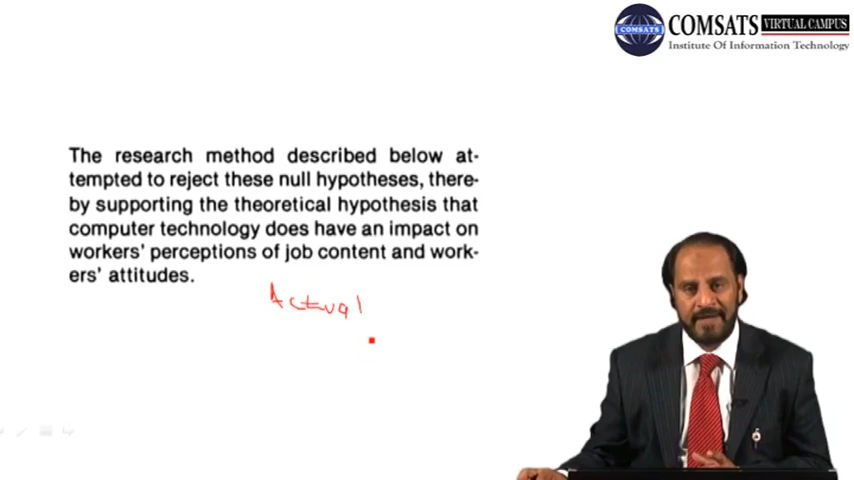 COMSATS
COMSATS VIRTUAL CAMPUS
Institute Of Information Technology
The research method described below at-
tempted to reject these null hypotheses, there-
by supporting the theoretical hypothesis that
computer technology does have an impact on
workers' perceptions of job content and work-
ers' attitudes.
Actual